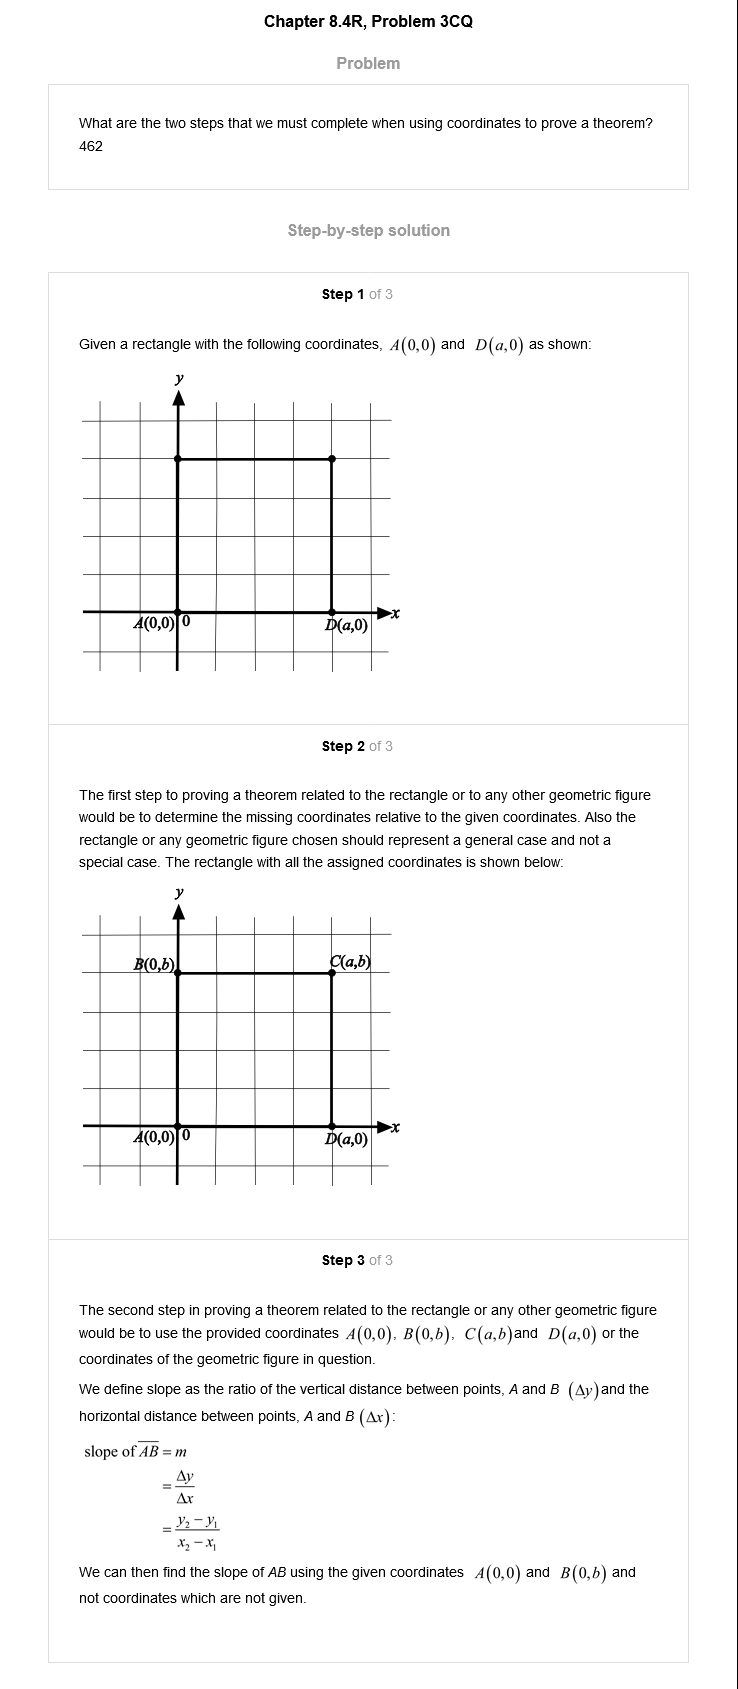 Chapter 8.4R, Problem 3CQ
Problem
What are the two steps that we must complete when using coordinates to prove a theorem?
462
Step-by-step solution
Step 1 of 3
Given a rectangle with the following coordinates, A(0,0) and D(a,0) as shown:
y
x
A(0,0) 0
D(a,0)
Step 2 of 3
The first step to proving a theorem related to the rectangle or to any other geometric figure
would be to determine the missing coordinates relative to the given coordinates. Also the
rectangle or any geometric figure chosen should represent a general case and not a
special case. The rectangle with all the assigned coordinates is shown below:
y
B(0,b)
C(a,b)
x
A(0,0) 0
D(a,0)
Step 3 of 3
The second step in proving a theorem related to the rectangle or any other geometric figure
would be to use the provided coordinates A(0,0), B(0,b), C(a,b) and D(a,0) or the
coordinates of the geometric figure in question.
We define slope as the ratio of the vertical distance between points, A and B (Δy) and the
horizontal distance between points, A and B (Δx):
slope of \overline{AB} = m
= \frac{Δy}{Δx}
= \frac{y₂ − y₁}{x₂ − x₁}
We can then find the slope of AB using the given coordinates A(0,0) and B(0,b) and
not coordinates which are not given.